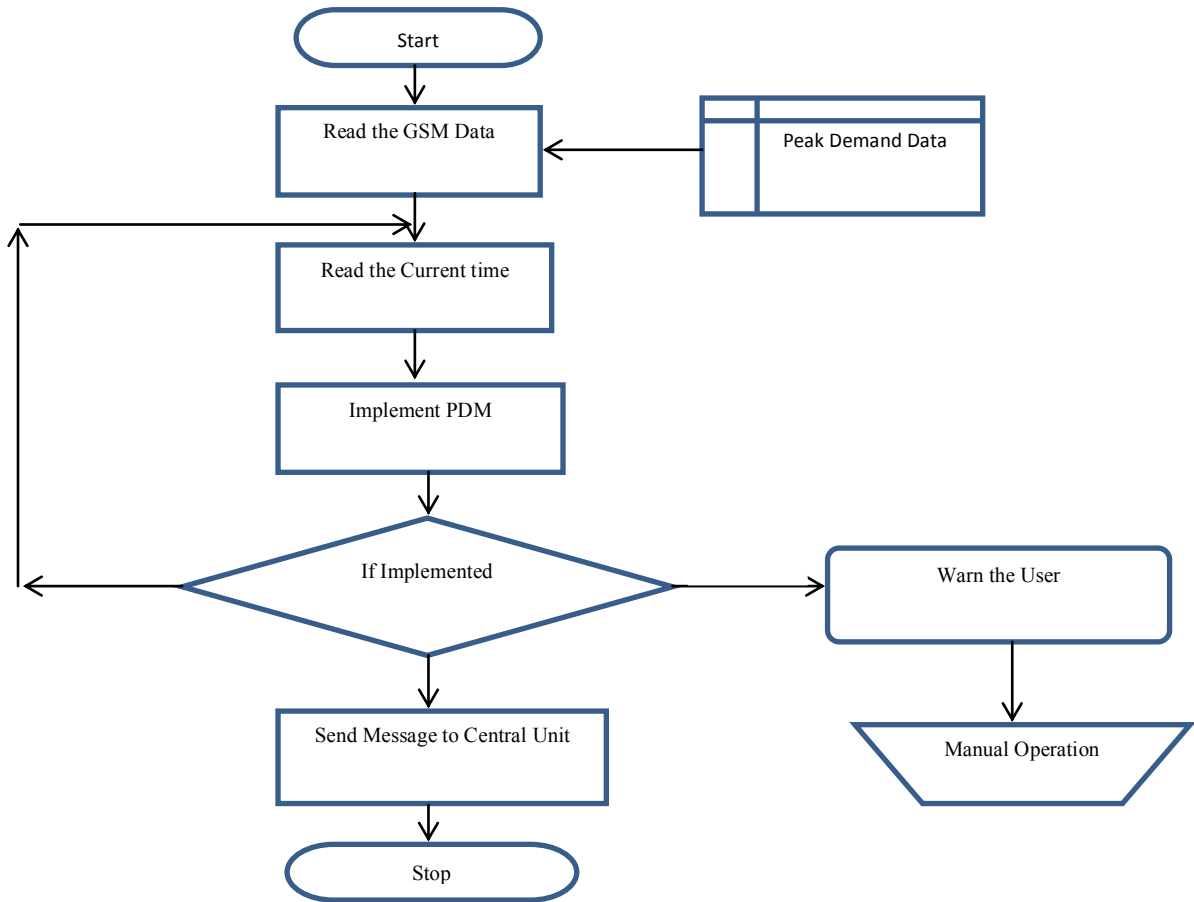 Start
Read the GSM Data
Peak Demand Data
Read the Current time
Implement PDM
If Implemented
Warn the User
Send Message to Central Unit
Manual Operation
Stop